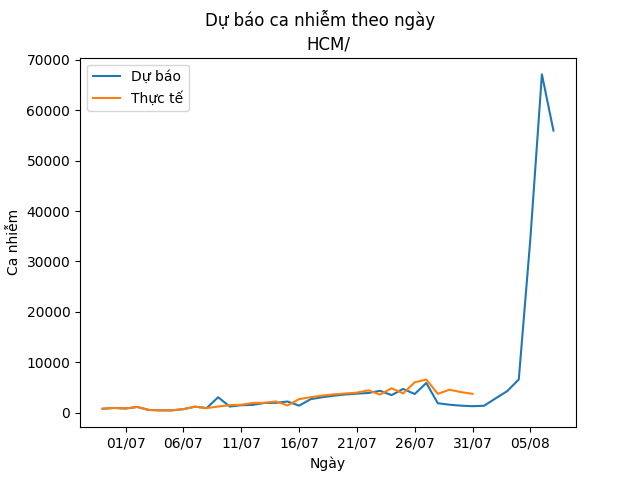 Dự báo ca nhiễm theo ngày
HCM/
70000
60000
50000
40000
30000
20000
10000
0
Ca nhiễm
Dự báo
Thực tế
01/07 06/07 11/07 16/07 21/07 26/07 31/07 05/08
Ngày